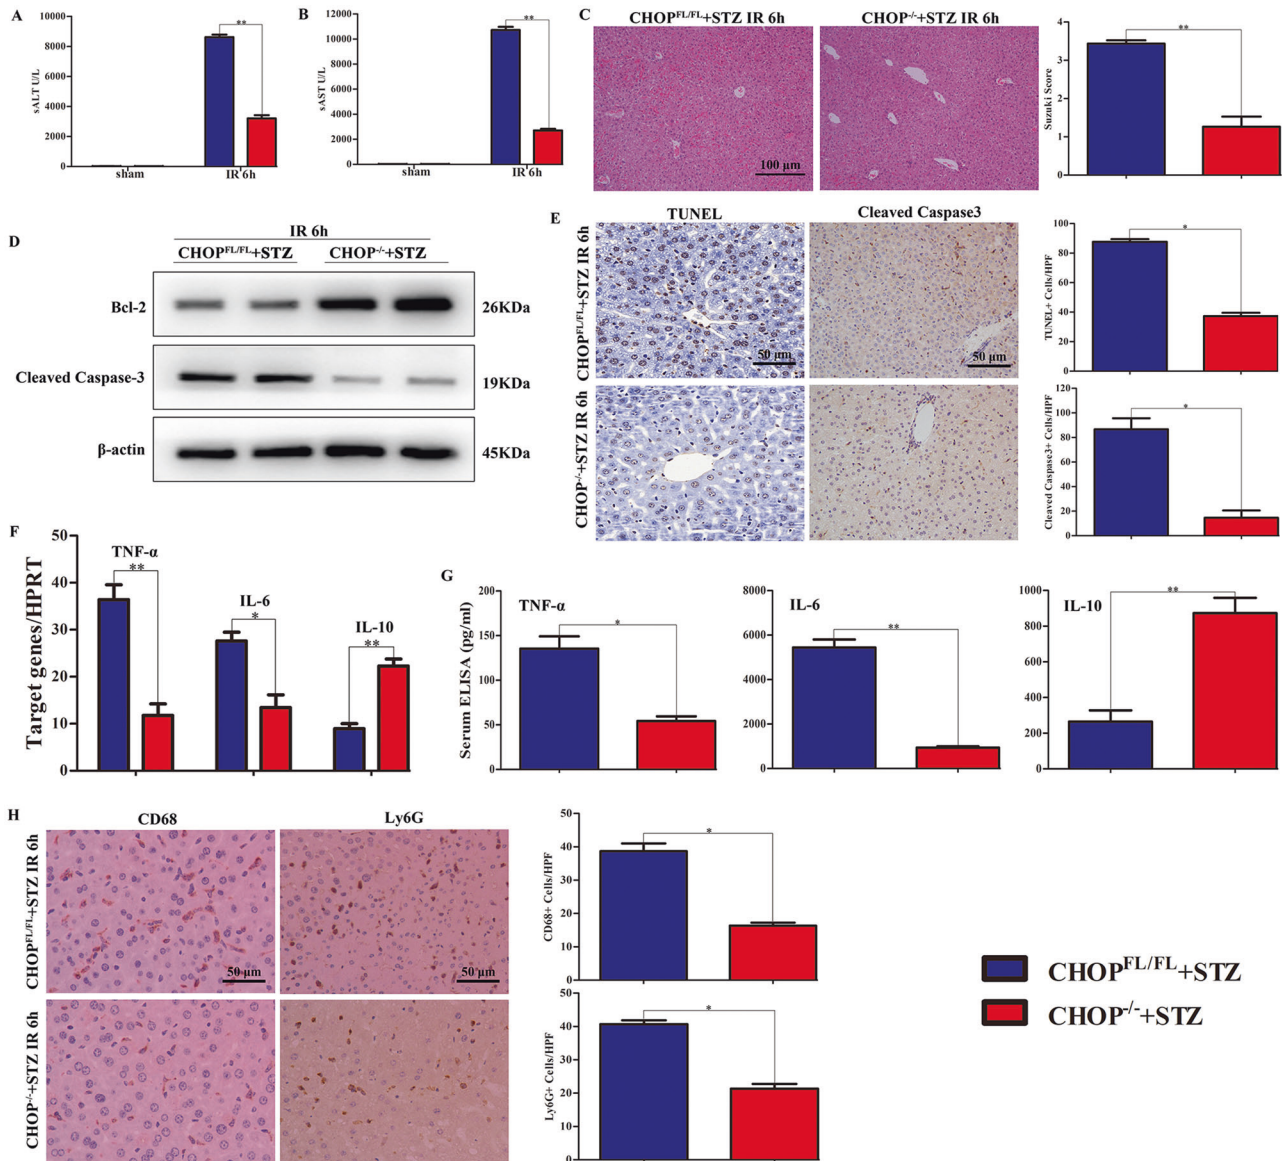 A
sALT U/L
10000
8000
6000
4000
2000
0
**
sham
IR 6h
B
sAST U/L
12000
10000
8000
6000
4000
2000
0
**
sham
IR 6h
C
CHOP^FL/FL+STZ IR 6h
CHOP^-/-+STZ IR 6h
100 μm
Suzuki Score
4
3
2
1
0
**
D
IR 6h
CHOP^FL/FL+STZ
CHOP^-/-+STZ
Bcl-2
26KDa
Cleaved Caspase-3
19KDa
β-actin
45KDa
E
TUNEL
Cleaved Caspase3
CHOP^FL/FL+STZ IR 6h
50 μm
50 μm
CHOP^-/-+STZ IR 6h
TUNEL+ Cells/HPF
100
80
60
40
20
0
*
Cleaved Caspase3+ Cells/HPF
120
100
80
60
40
20
0
*
F
Target genes/HPRT
50
40
30
20
10
0
TNF-α
**
IL-6
*
IL-10
**
G
Serum ELISA (pg/ml)
200
150
100
50
0
TNF-α
*
8000
6000
4000
2000
0
IL-6
**
1000
800
600
400
200
0
IL-10
**
H
CD68
Ly6G
CHOP^FL/FL+STZ IR 6h
50 μm
50 μm
CHOP^-/-+STZ IR 6h
CD68+ Cells/HPF
50
40
30
20
10
0
*
Ly6G+ Cells/HPF
50
40
30
20
10
0
*
CHOP^FL/FL+STZ
CHOP^-/-+STZ